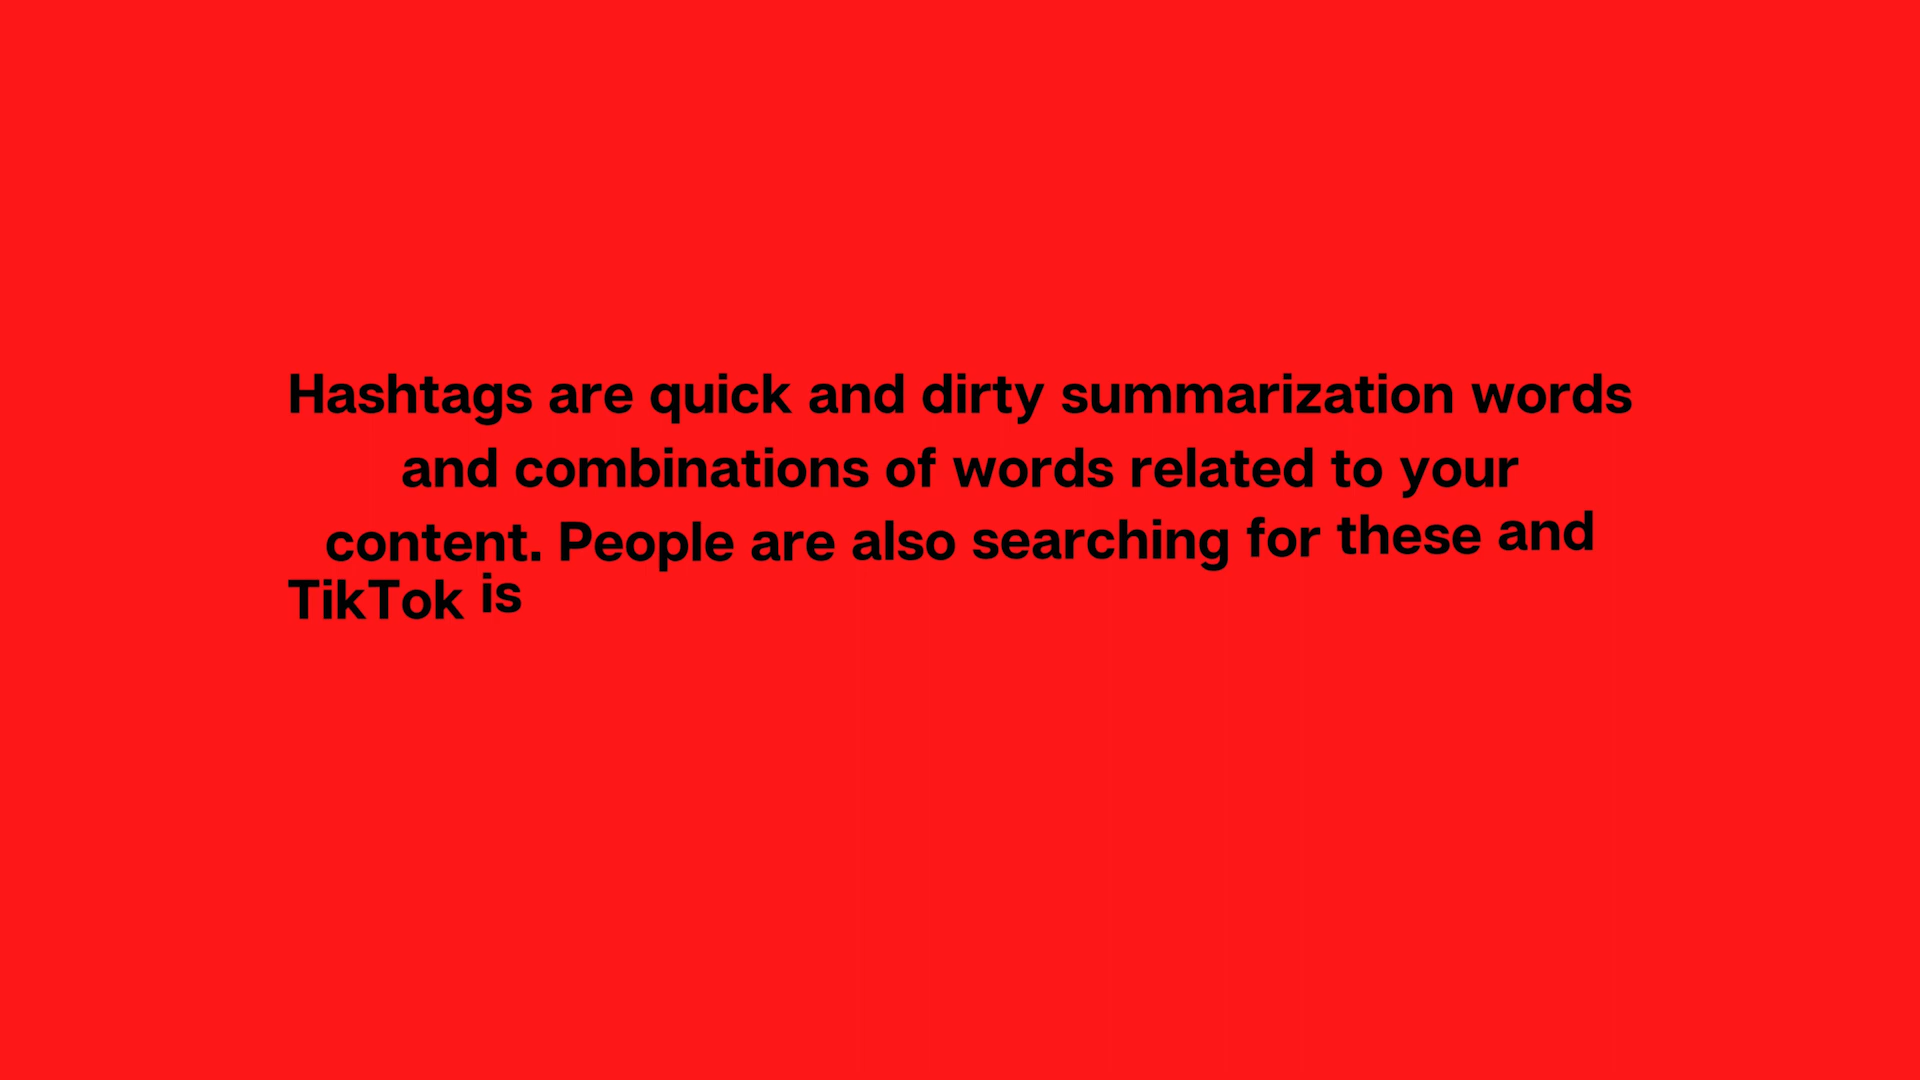 Hashtags are quick and dirty summarization words
and combinations of words related to your
content. People are also searching for these and
TikTok is